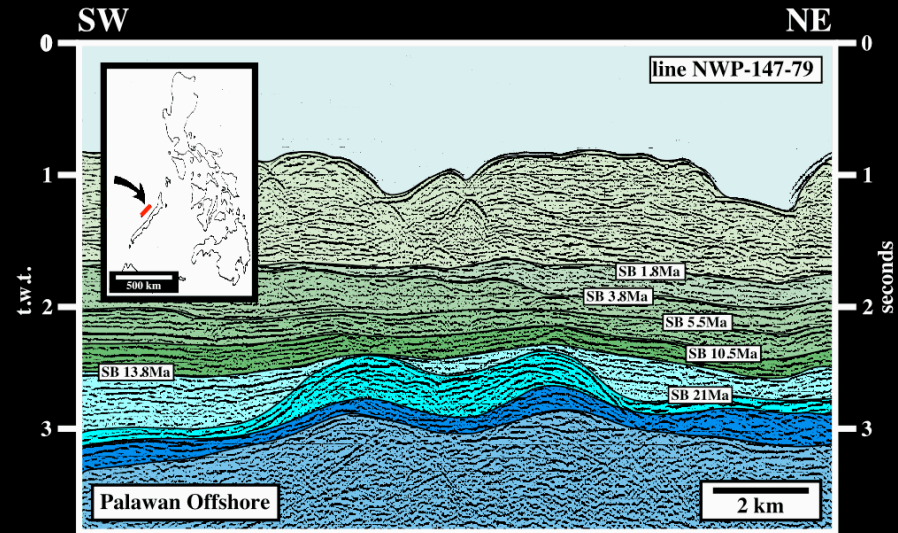 SW
NE
0
0
line NWP-147-79
1
1
500 km
SB 1.8Ma
SB 3.8Ma
t.w.t.
seconds
2
2
SB 5.5Ma
SB 10.5Ma
SB 13.8Ma
SB 21Ma
3
3
Palawan Offshore
2 km